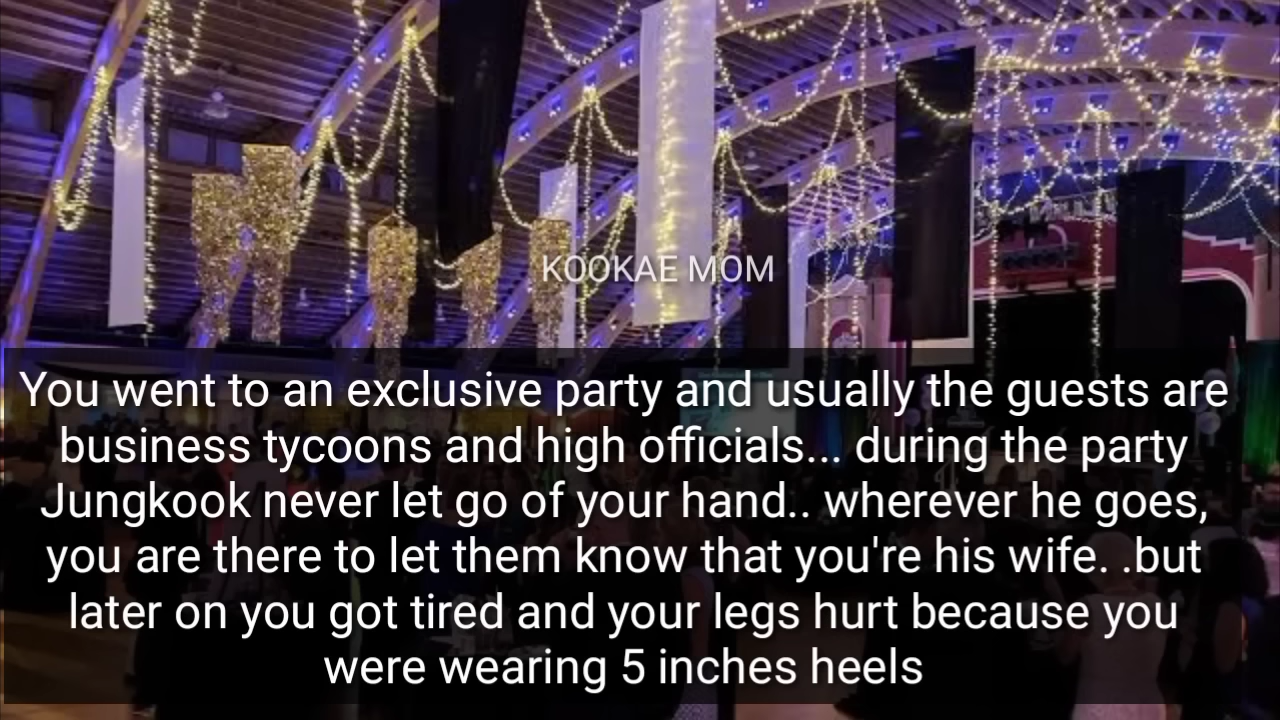 KOOKAE MOM
You went to an exclusive party and usually the guests are
business tycoons and high officials... during the party
Jungkook never let go of your hand.. wherever he goes,
you are there to let them know that you're his wife. .but
later on you got tired and your legs hurt because you
were wearing 5 inches heels